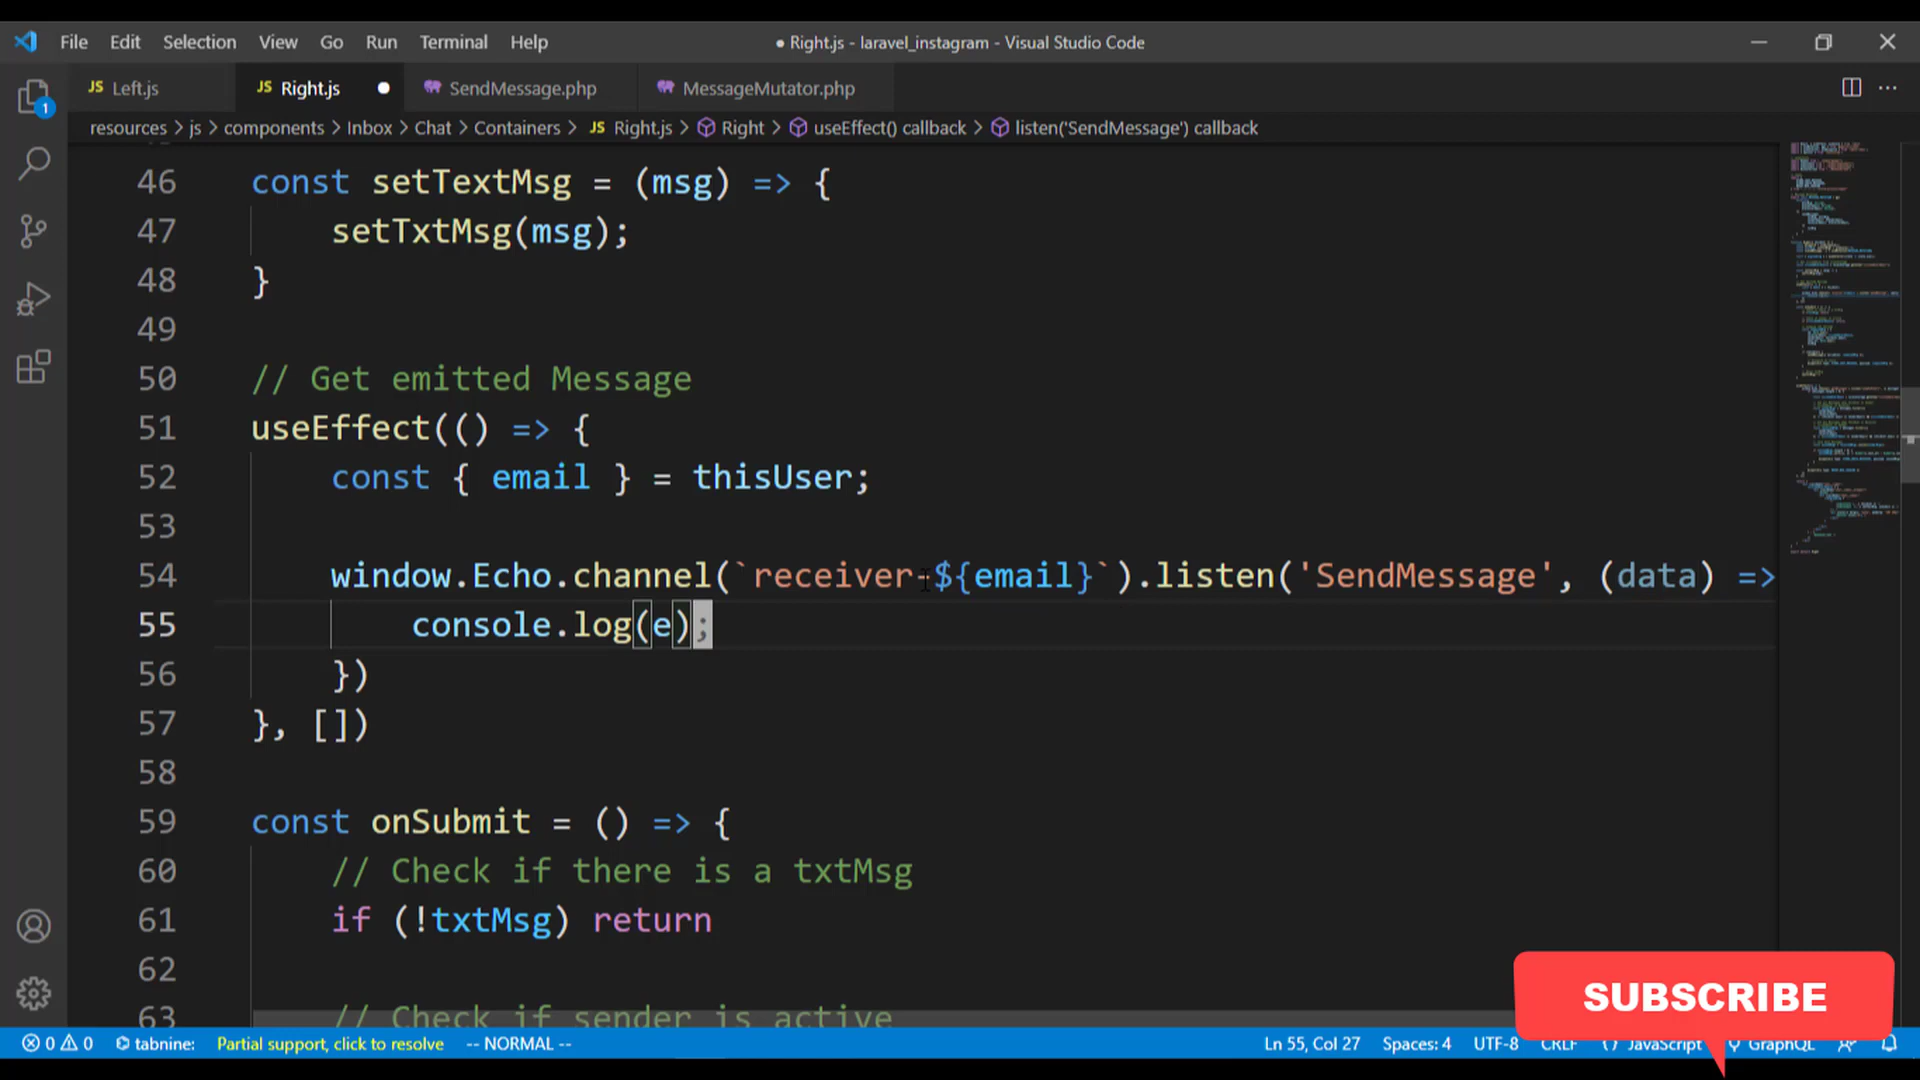 File Edit Selection View Go Run Terminal Help
● Right.js - laravel_instagram - Visual Studio Code
JS Left.js
JS Right.js
SendMessage.php
MessageMutator.php
resources > js > components > Inbox > Chat > Containers > JS Right.js > Right > useEffect() callback > listen('SendMessage') callback
46 const setTextMsg = (msg) => {
47 setTxtMsg(msg);
48 }
49
50 // Get emitted Message
51 useEffect(() => {
52 const { email } = thisUser;
53
54 window.Echo.channel(`receiver-${email}`).listen('SendMessage', (data) =>
55 console.log(e);
56 })
57 }, [])
58
59 const onSubmit = () => {
60 // Check if there is a txtMsg
61 if (!txtMsg) return
62
63 // Check if sender is active
1
SUBSCRIBE
0 0 tabnine: Partial support, click to resolve -- NORMAL -- Ln 55, Col 27 Spaces: 4 UTF-8 CRLF JavaScript GraphQL